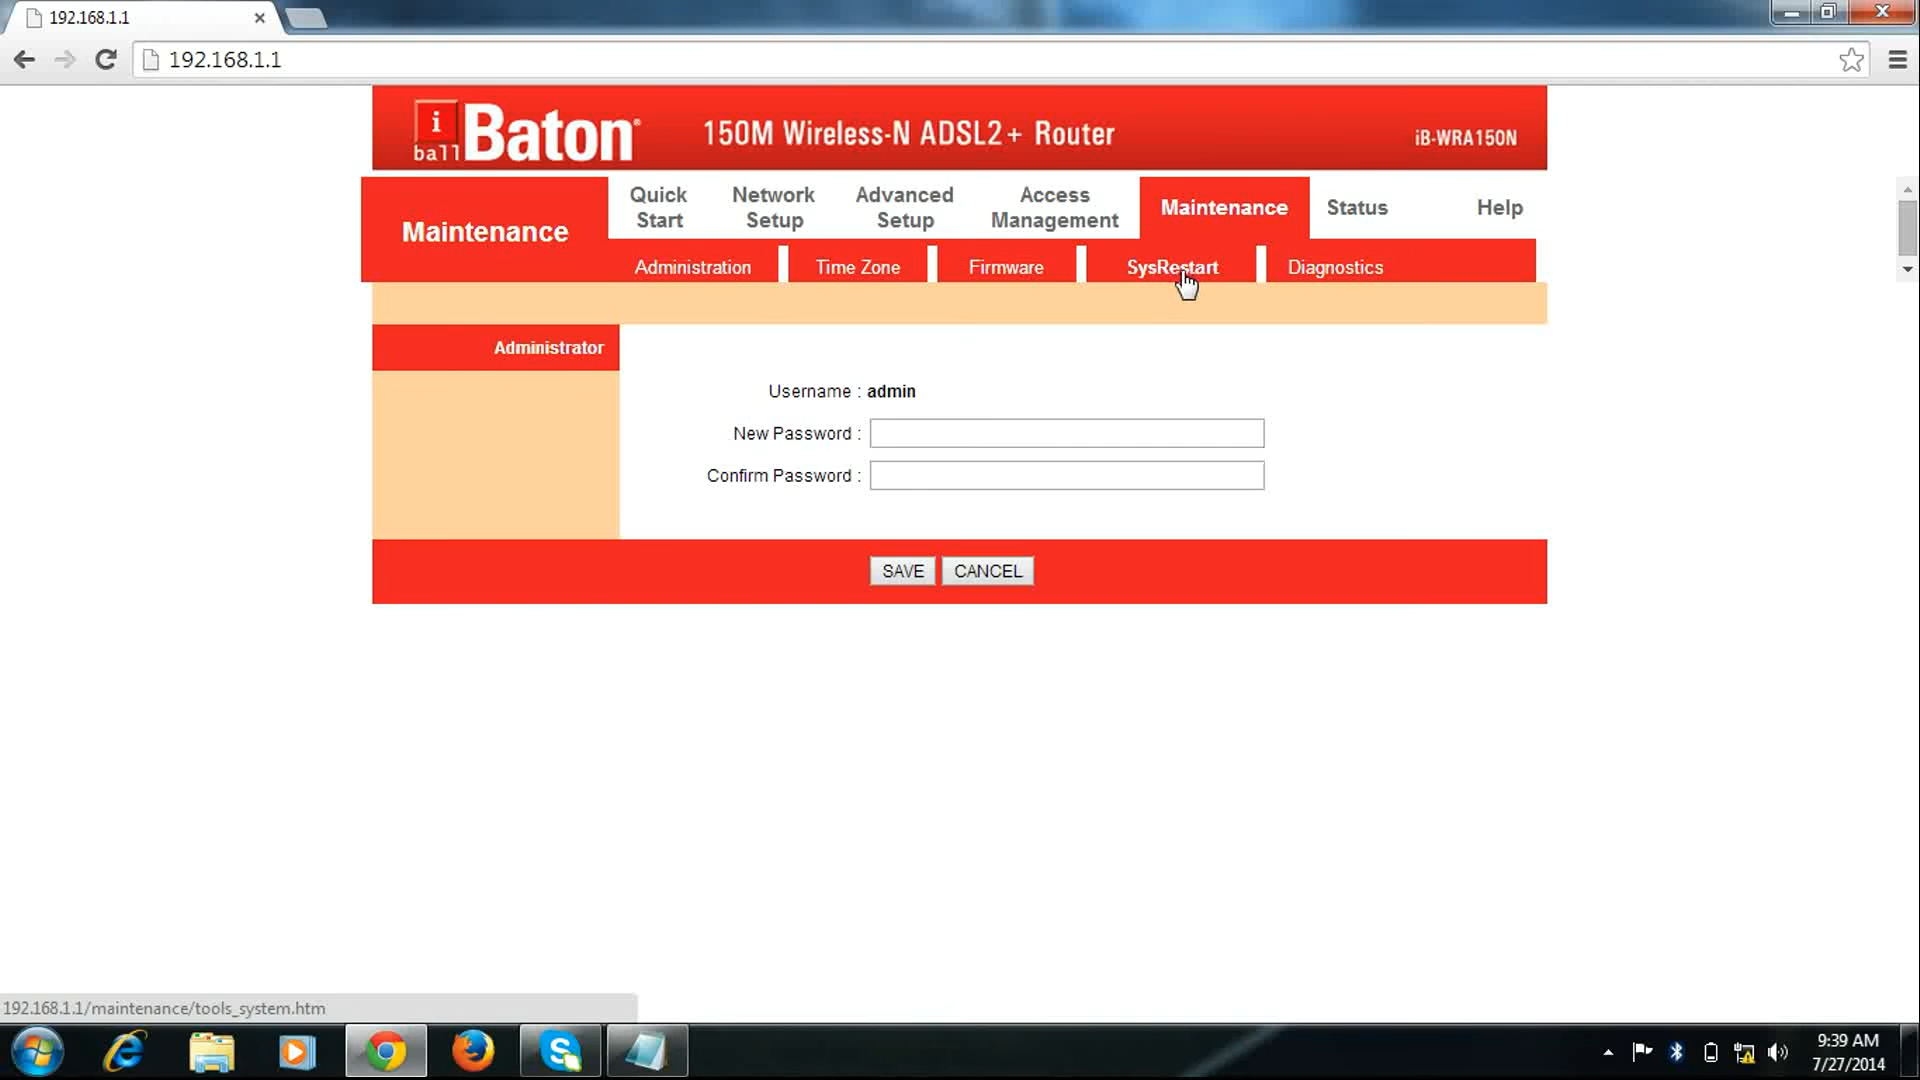 192.168.1.1
192.168.1.1
i
ball
Baton®
150M Wireless-N ADSL2+ Router
iB-WRA150N
Maintenance
Quick Start
Network Setup
Advanced Setup
Access Management
Maintenance
Status
Help
Administration
Time Zone
Firmware
SysRestart
Diagnostics
Administrator
Username : admin
New Password :
Confirm Password :
SAVE
CANCEL
192.168.1.1/maintenance/tools_system.htm
9:39 AM
7/27/2014